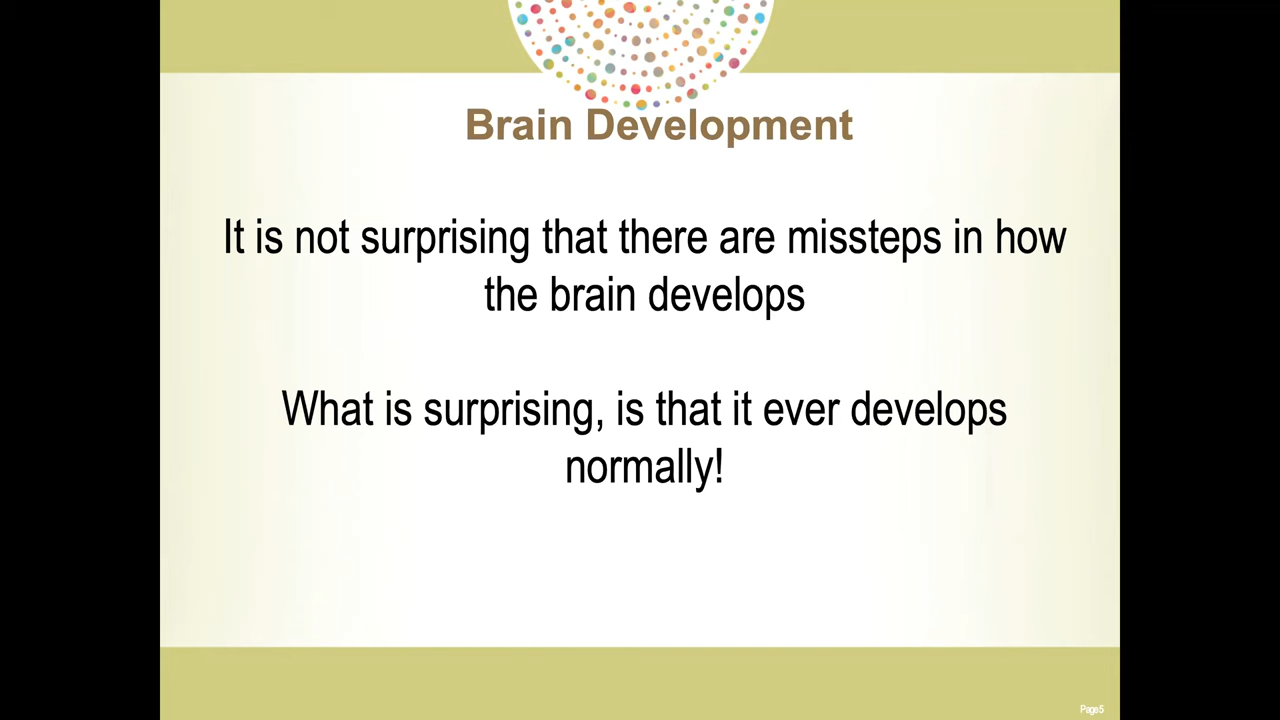 Brain Development
It is not surprising that there are missteps in how
the brain develops
What is surprising, is that it ever develops
normally!
Page5